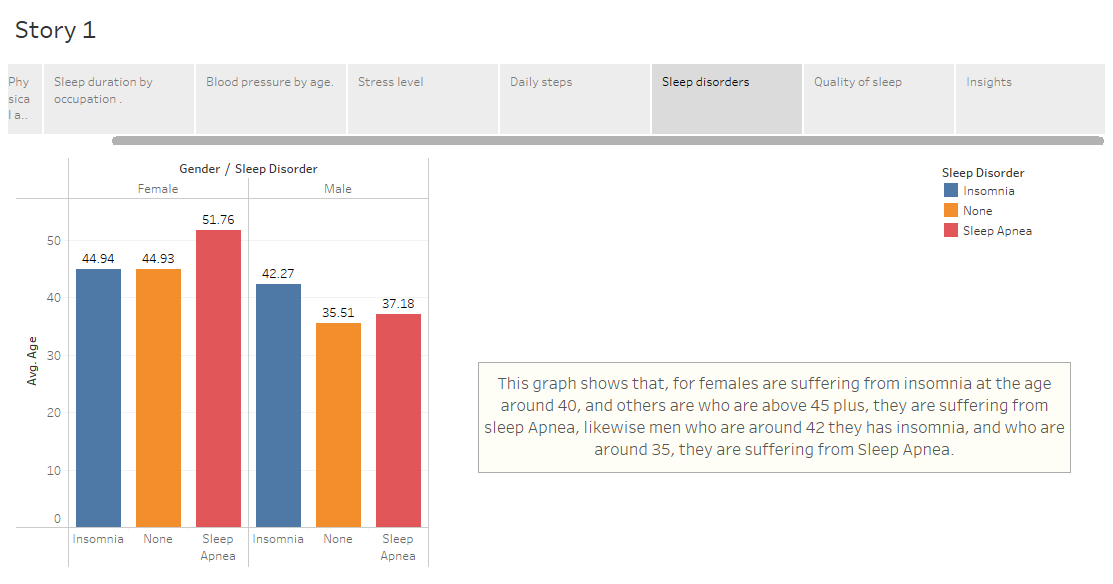 Story 1
Phy
sica
l a..
Sleep duration by
occupation .
Blood pressure by age.
Stress level
Daily steps
Sleep disorders
Quality of sleep
Insights
Gender / Sleep Disorder
Female
Male
Avg. Age
50
40
30
20
10
0
44.94
44.93
51.76
42.27
35.51
37.18
Insomnia
None
Sleep
Apnea
Insomnia
None
Sleep
Apnea
Sleep Disorder
Insomnia
None
Sleep Apnea
This graph shows that, for females are suffering from insomnia at the age
around 40, and others are who are above 45 plus, they are suffering from
sleep Apnea, likewise men who are around 42 they has insomnia, and who are
around 35, they are suffering from Sleep Apnea.